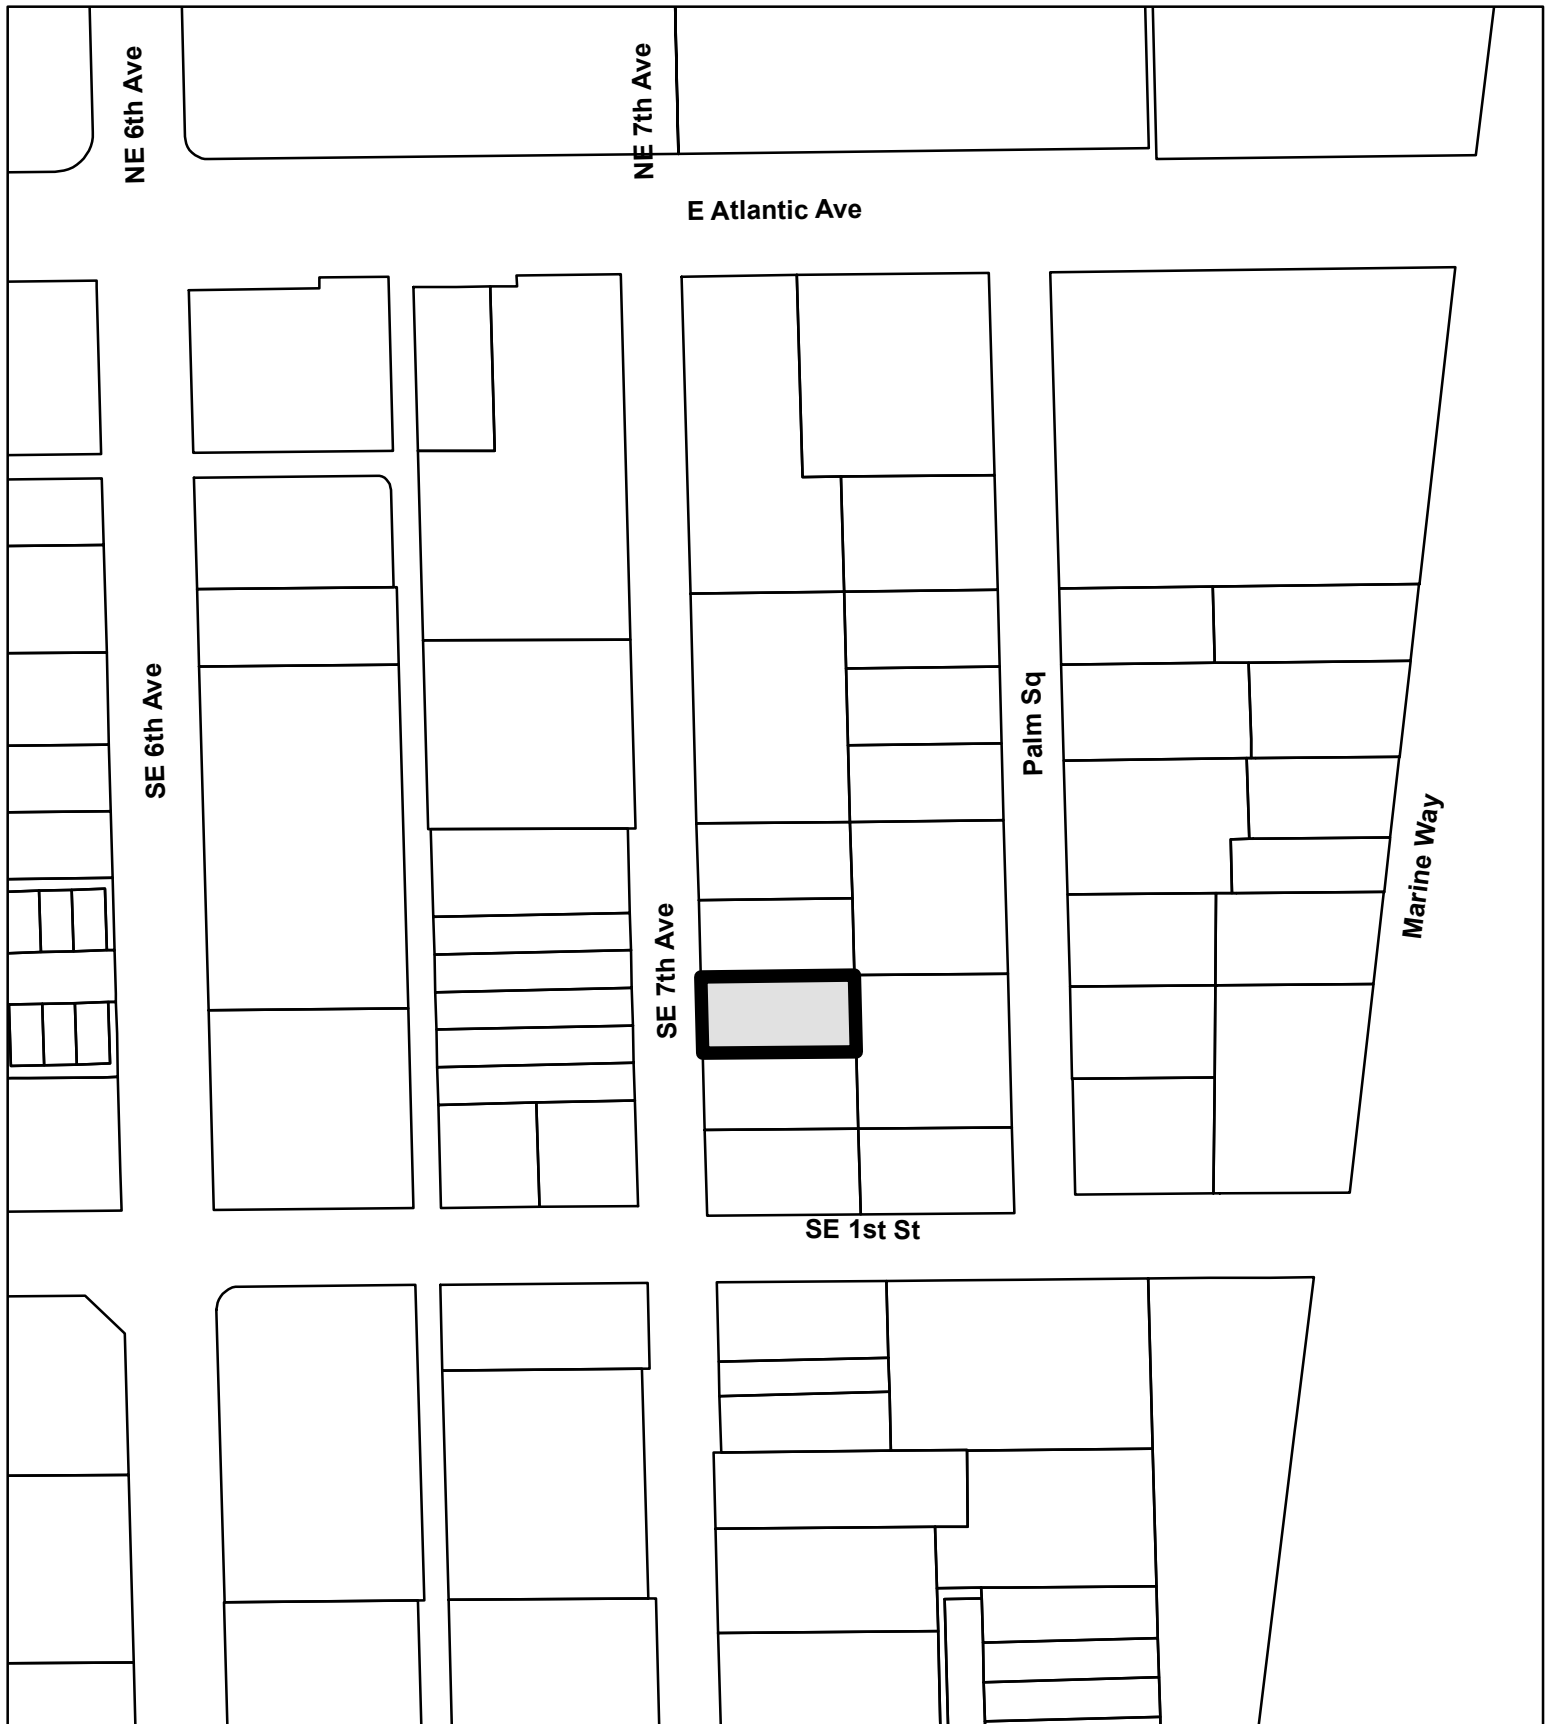 NE 6th Ave
NE 7th Ave
E Atlantic Ave
SE 6th Ave
Palm Sq
Marine Way
SE 7th Ave
SE 1st St